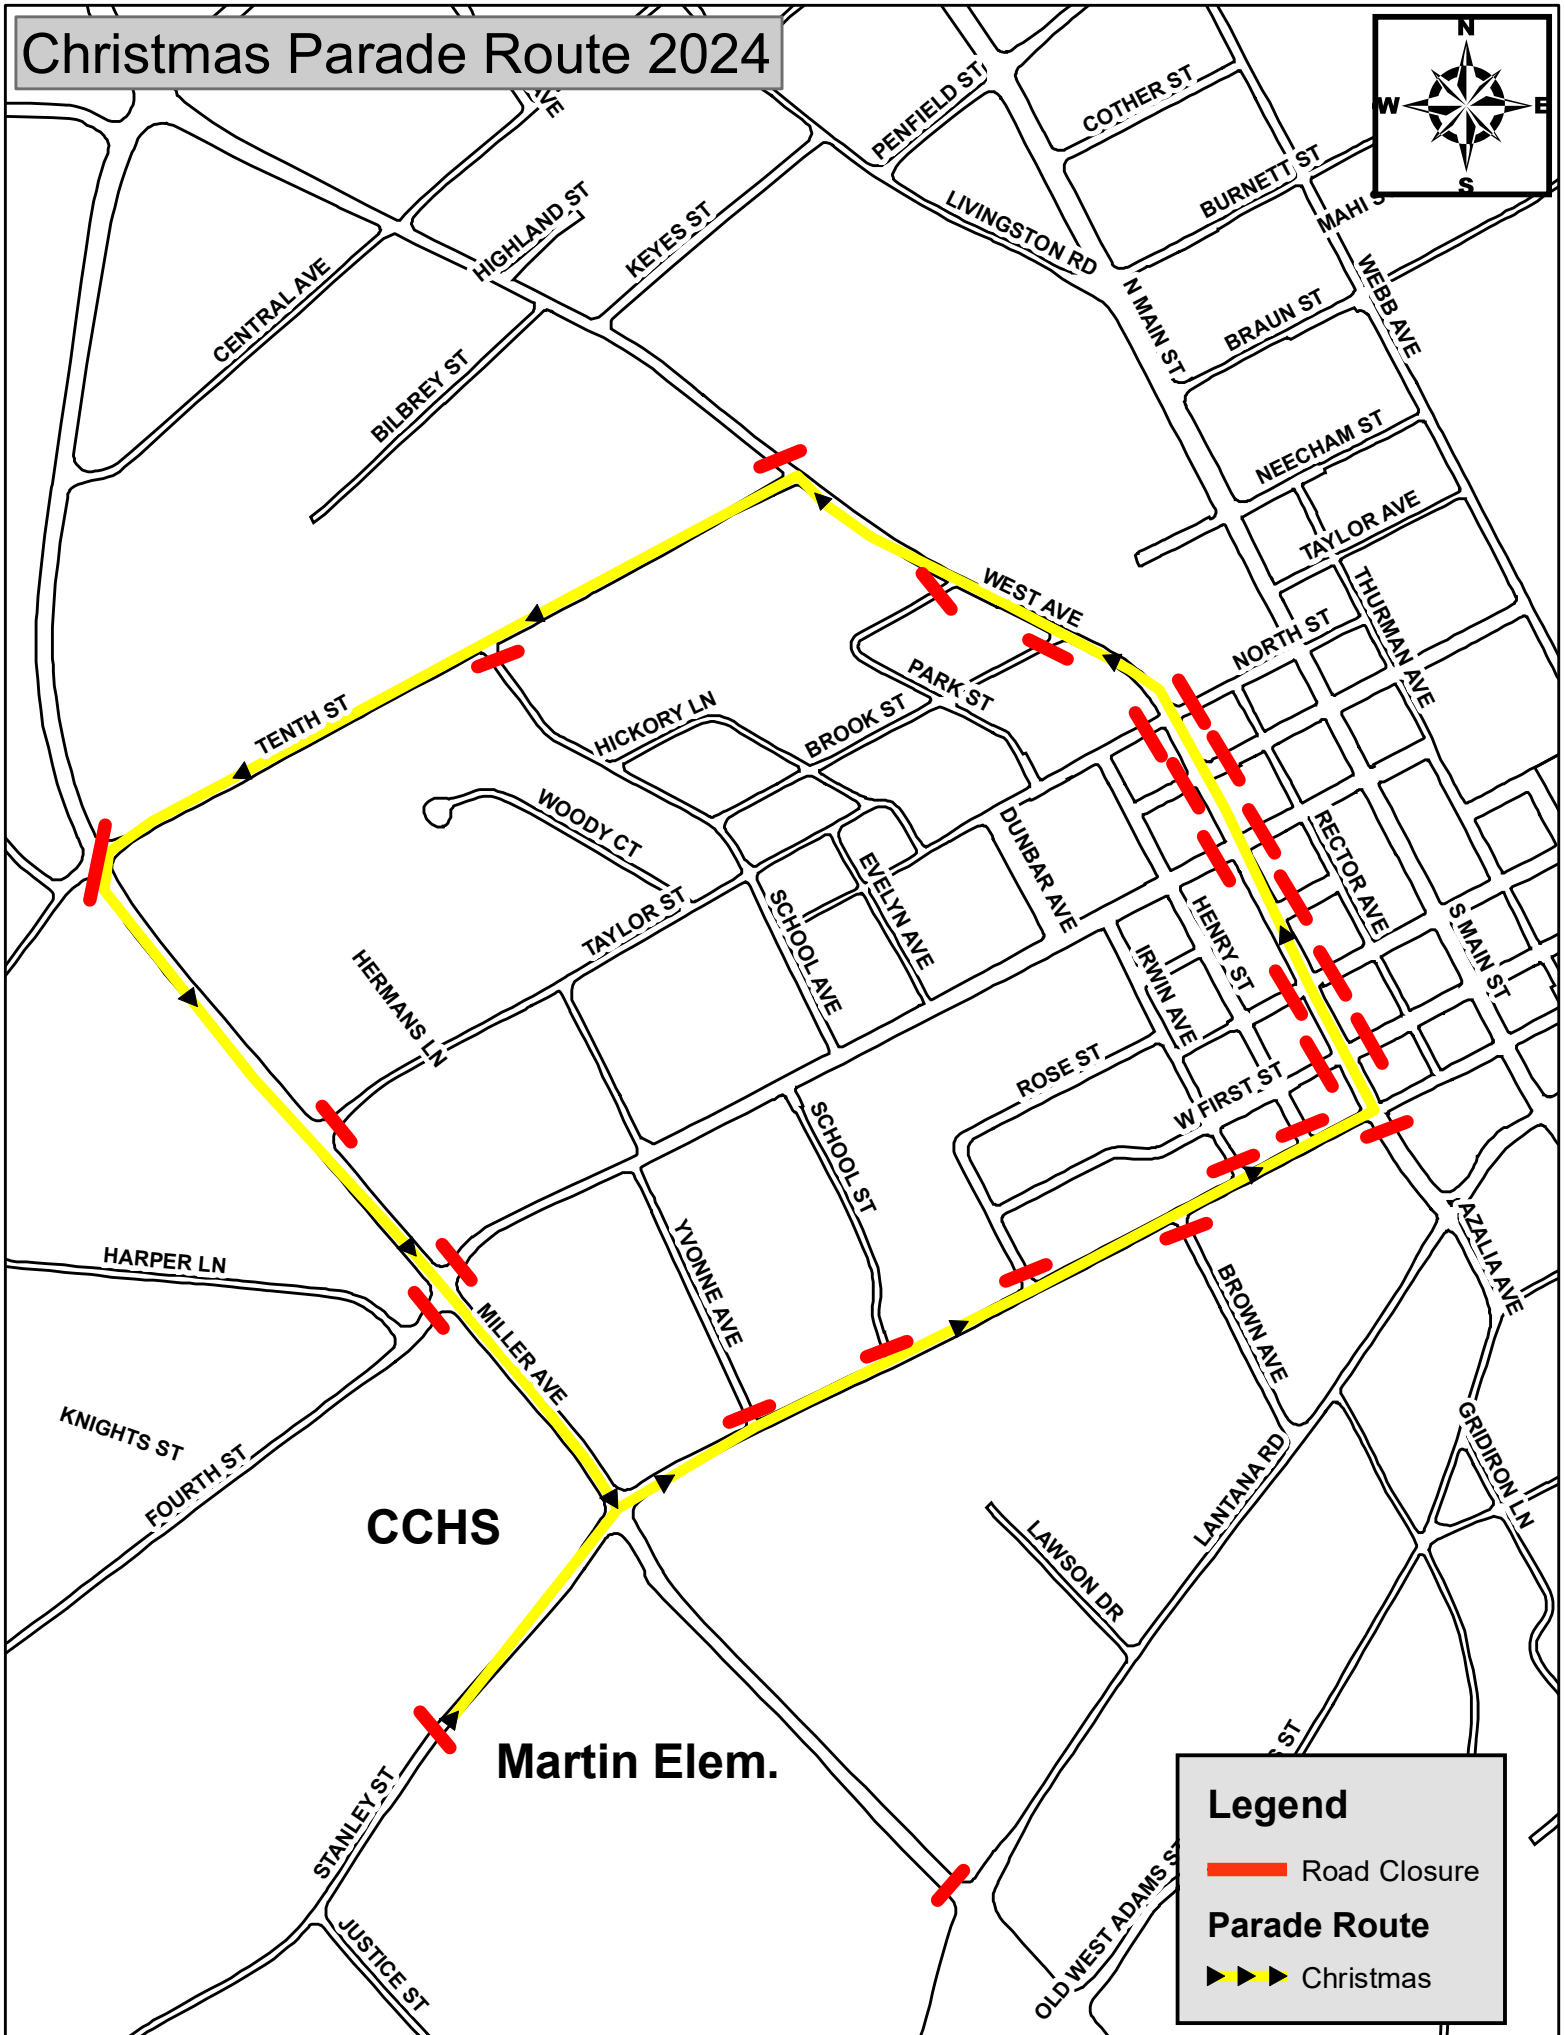 Christmas Parade Route 2024
N
W
E
S
AVE
PENFIELD ST
COTHER ST
BURNETT ST
MAHI S
LIVINGSTON RD
HIGHLAND ST
KEYES ST
CENTRAL AVE
BILBREY ST
N MAIN ST
WEBB AVE
BRAUN ST
NEECHAM ST
TAYLOR AVE
THURMAN AVE
NORTH ST
WEST AVE
PARK ST
BROOK ST
HICKORY LN
TENTH ST
WOODY CT
DUNBAR AVE
EVELYN AVE
SCHOOL AVE
TAYLOR ST
HERMANS LN
RECTOR AVE
HENRY ST
IRWIN AVE
S MAIN ST
ROSE ST
W FIRST ST
SCHOOL ST
YVONNE AVE
HARPER LN
MILLER AVE
BROWN AVE
AZALIA AVE
KNIGHTS ST
FOURTH ST
CCHS
GRIDIRON LN
LANTANA RD
LAWSON DR
Martin Elem.
STANLEY ST
JUSTICE ST
S ST
OLD WEST ADAMS ST
Legend
Road Closure
Parade Route
Christmas